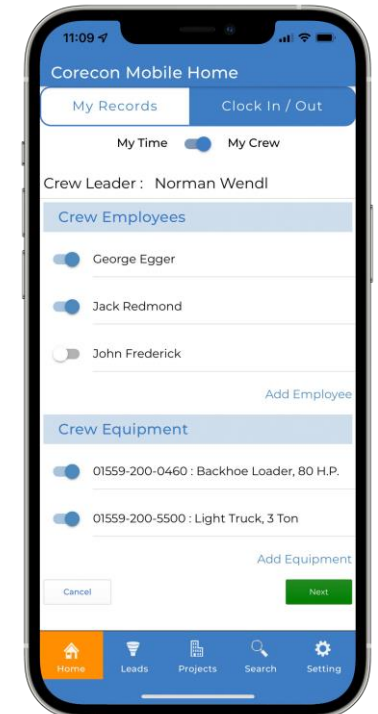 11:09
Corecon Mobile Home
My Records Clock In / Out
My Time My Crew
Crew Leader : Norman Wendl
Crew Employees
George Egger
Jack Redmond
John Frederick
Add Employee
Crew Equipment
01559-200-0460 : Backhoe Loader, 80 H.P.
01559-200-5500 : Light Truck, 3 Ton
Add Equipment
Cancel Next
Home Leads Projects Search Setting